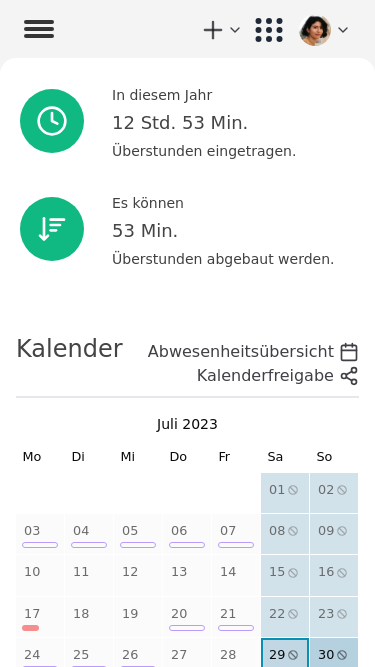 In diesem Jahr
12 Std. 53 Min.
Überstunden eingetragen.
Es können
53 Min.
Überstunden abgebaut werden.
Kalender
Abwesenheitsübersicht
Kalenderfreigabe
Juli 2023
Mo Di Mi Do Fr Sa So
01 02
03 04 05 06 07 08 09
10 11 12 13 14 15 16
17 18 19 20 21 22 23
24 25 26 27 28 29 30